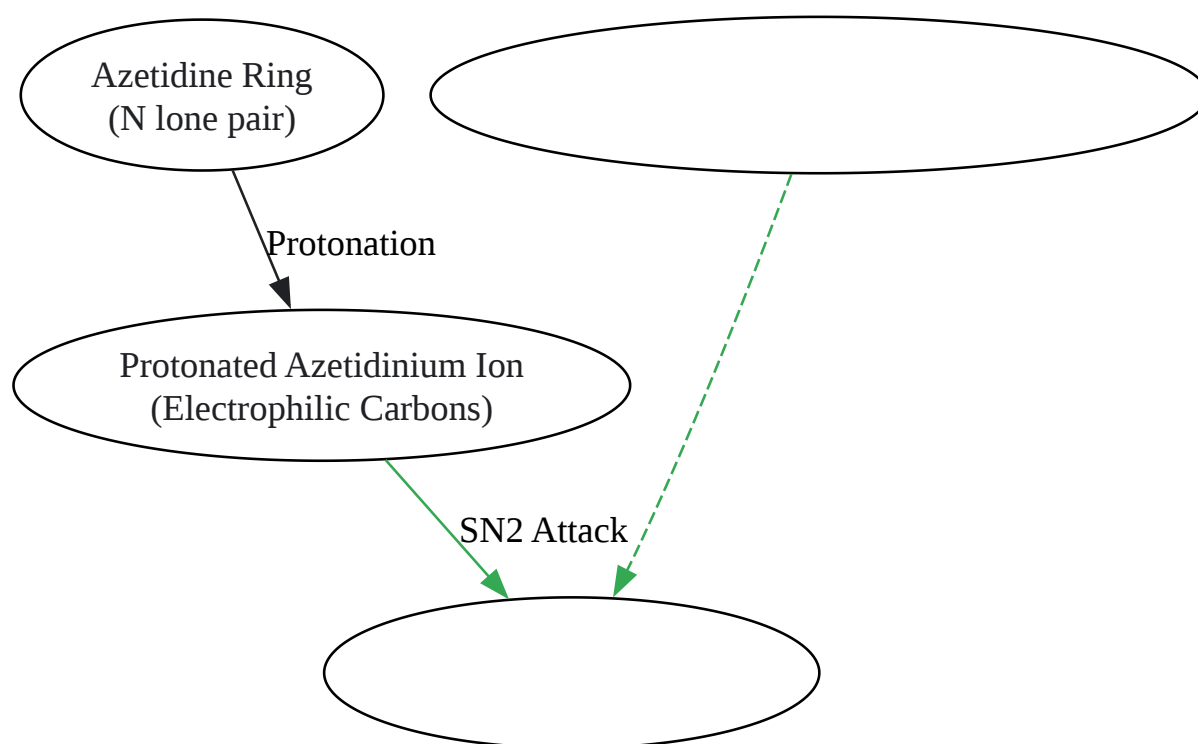 Azetidine Ring
(N lone pair)
Protonation
Protonated Azetidinium Ion
(Electrophilic Carbons)
SN2 Attack